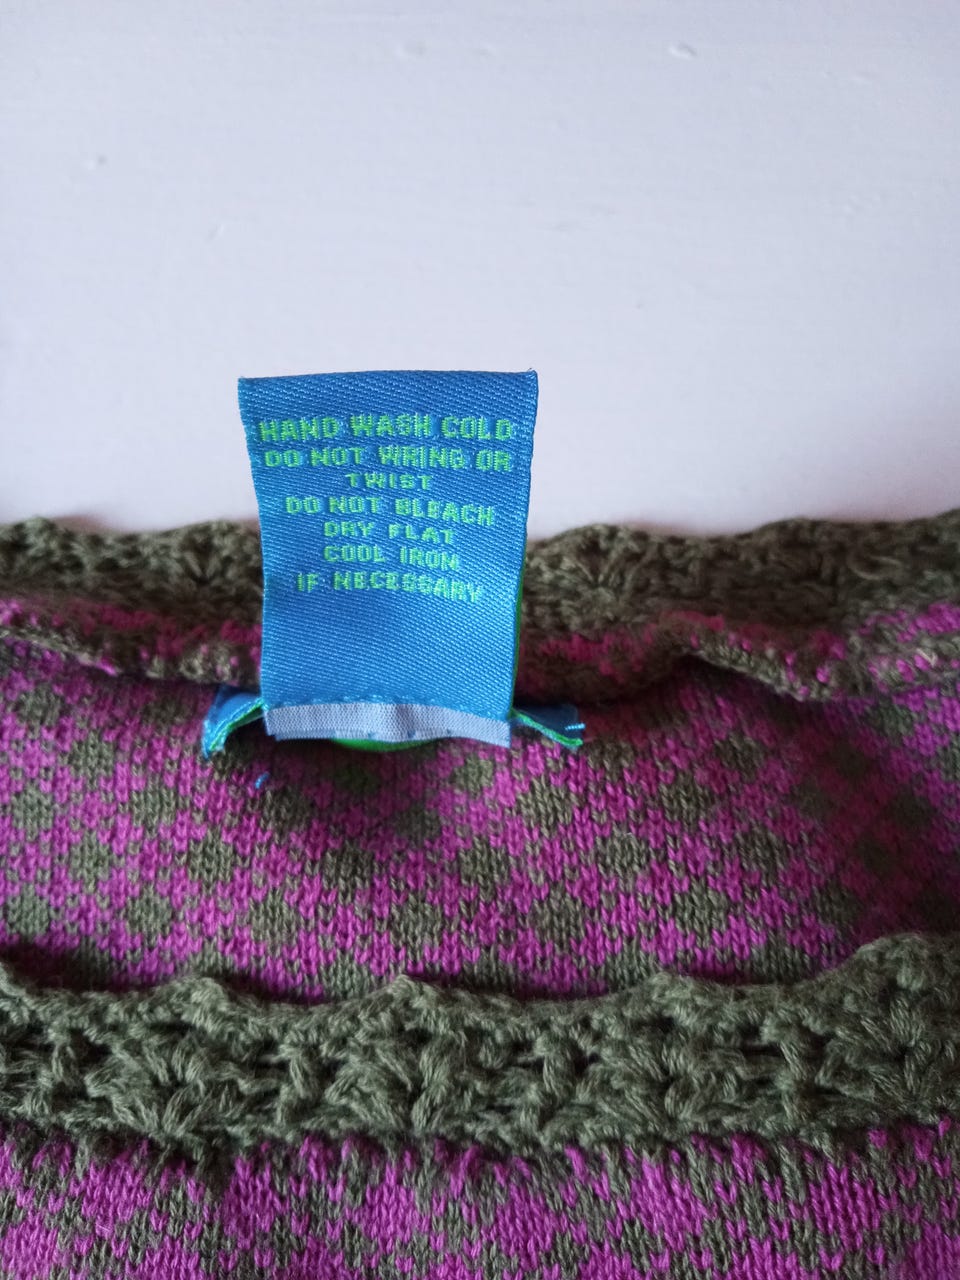 HAND WASH COLD
DO NOT WRING OR
TWIST
DO NOT BLEACH
DRY FLAT
COOL IRON
IF NECESSARY